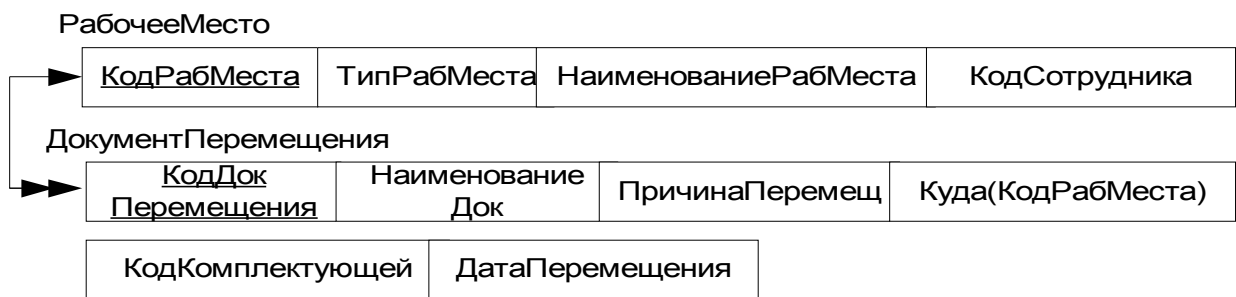 РабочееМесто
КодРабМеста ТипРабМеста НаименованиеРабМеста КодСотрудника
ДокументПеремещения
КодДок Перемещения Наименование Док ПричинаПеремещ Куда(КодРабМеста)
КодКомплектующей ДатаПеремещения